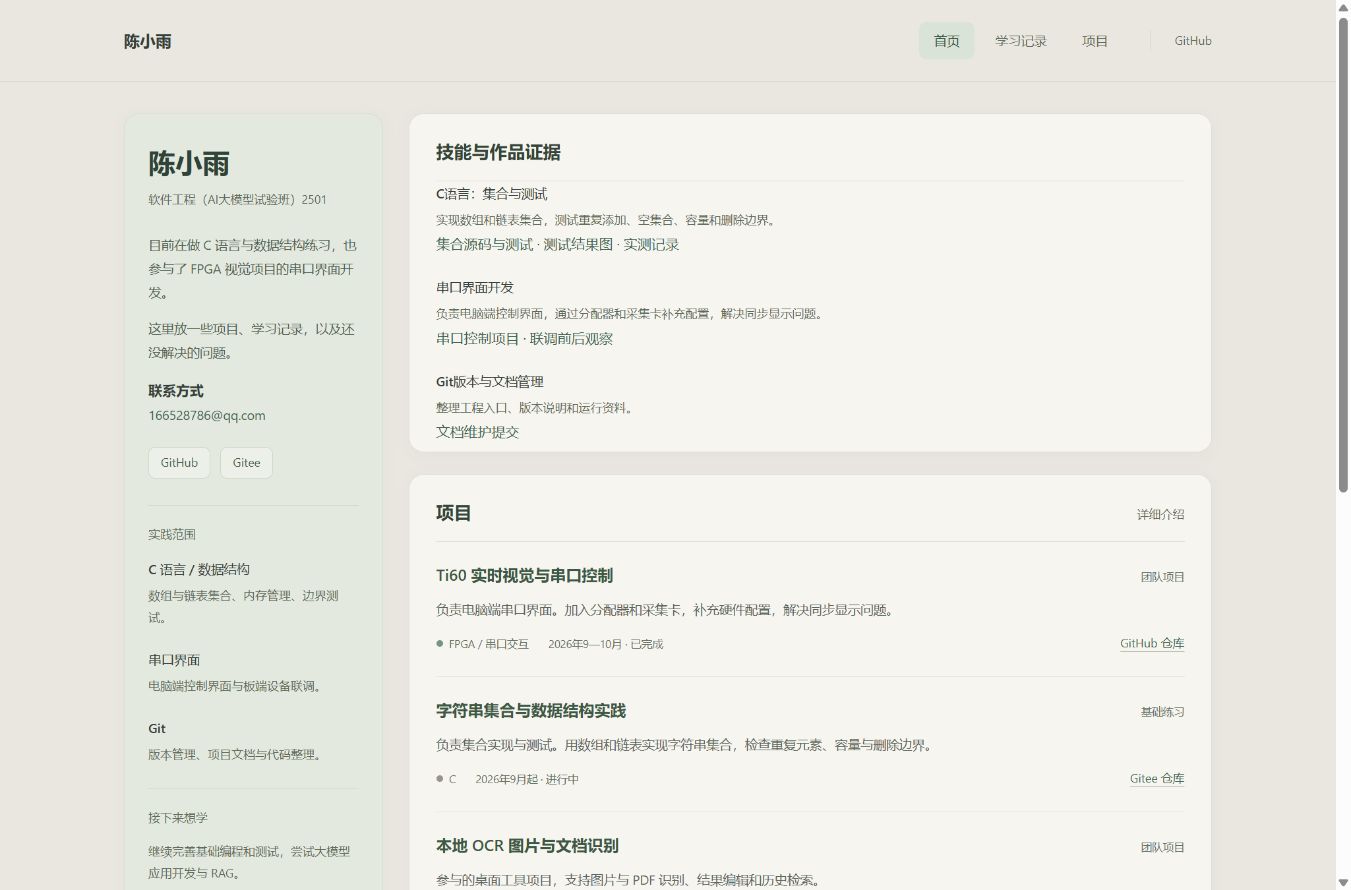 陈小雨
首页 学习记录 项目 GitHub
陈小雨
软件工程（AI大模型试验班）2501
目前在做 C 语言与数据结构练习，也
参与了 FPGA 视觉项目的串口界面开
发。
这里放一些项目、学习记录，以及还
没解决的问题。
联系方式
166528786@qq.com
GitHub Gitee
实践范围
C 语言 / 数据结构
数组与链表集合、内存管理、边界测
试。
串口界面
电脑端控制界面与板端设备联调。
Git
版本管理、项目文档与代码整理。
接下来想学
继续完善基础编程和测试，尝试大模型
应用开发与 RAG。
技能与作品证据
C语言：集合与测试
实现数组和链表集合，测试重复添加、空集合、容量和删除边界。
集合源码与测试 · 测试结果图 · 实测记录
串口界面开发
负责电脑端控制界面，通过分配器和采集卡补充配置，解决同步显示问题。
串口控制项目 · 联调前后观察
Git版本与文档管理
整理工程入口、版本说明和运行资料。
文档维护提交
项目 详细介绍
Ti60 实时视觉与串口控制 团队项目
负责电脑端串口界面。加入分配器和采集卡，补充硬件配置，解决同步显示问题。
FPGA / 串口交互 2026年9—10月 · 已完成 GitHub 仓库
字符串集合与数据结构实践 基础练习
负责集合实现与测试。用数组和链表实现字符串集合，检查重复元素、容量与删除边界。
C 2026年9月起 · 进行中 Gitee 仓库
本地 OCR 图片与文档识别 团队项目
参与的桌面工具项目，支持图片与 PDF 识别、结果编辑和历史检索。